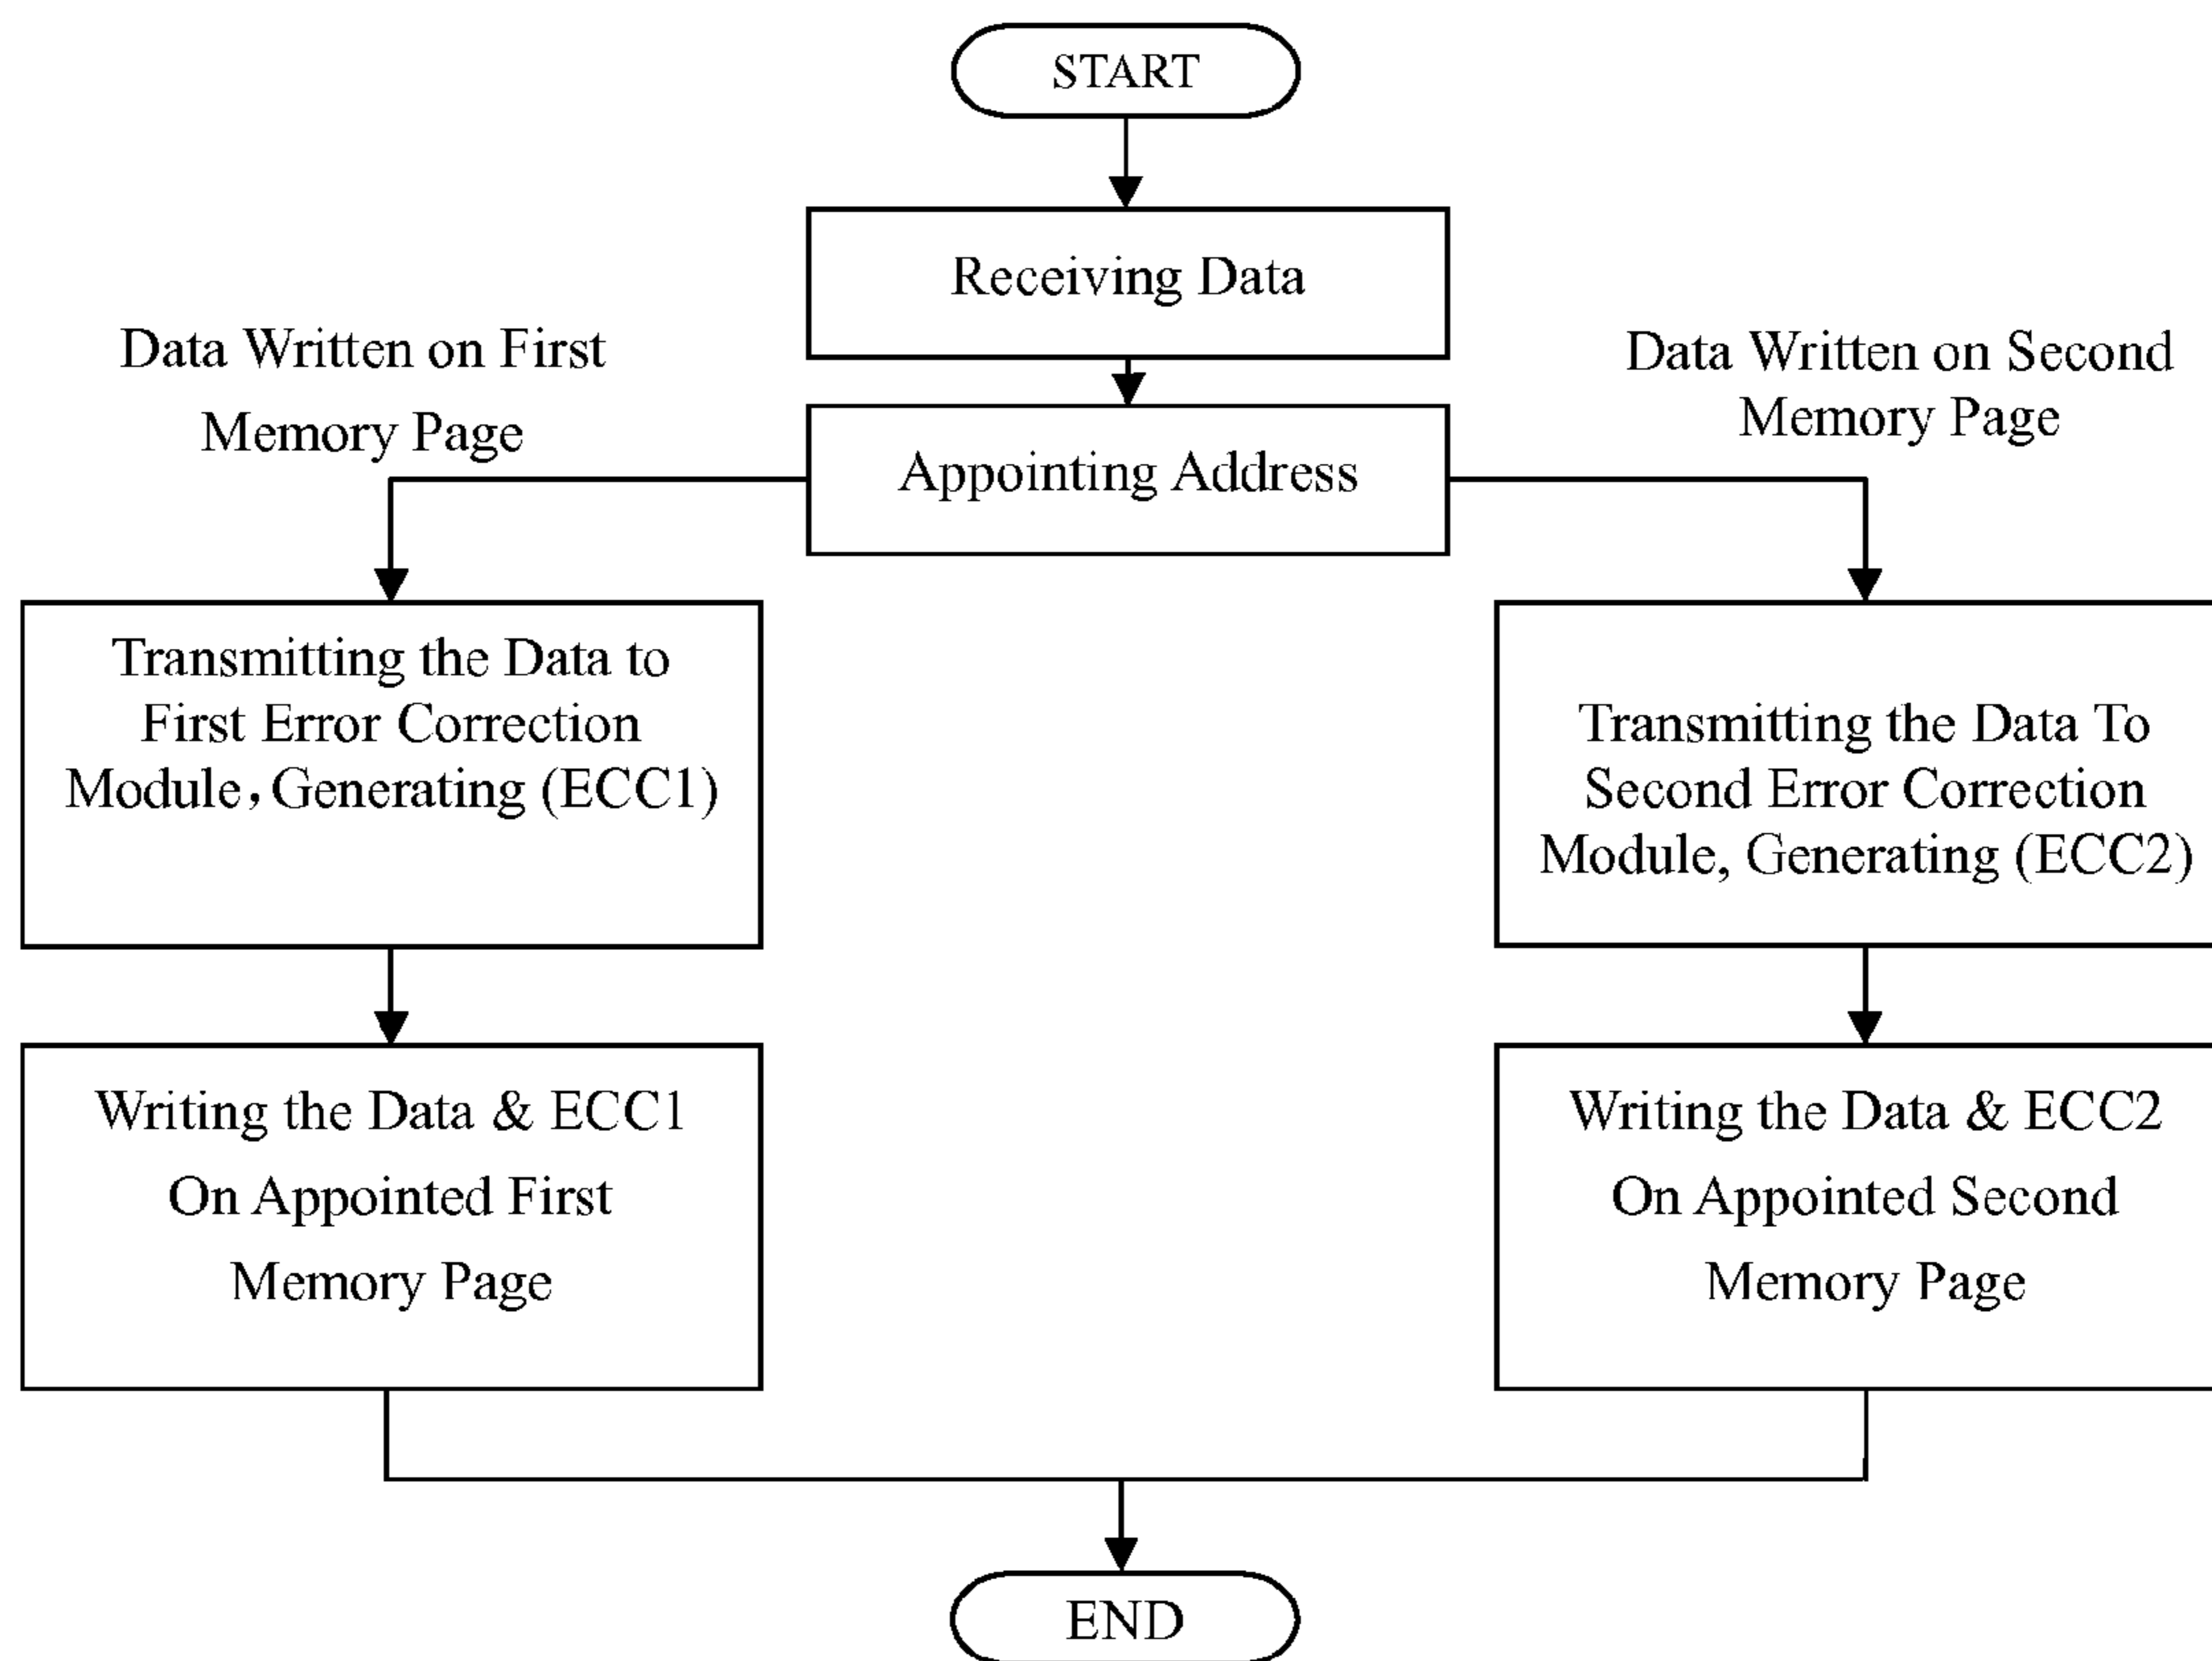 START
Receiving Data
Data Written on First
Memory Page
Data Written on Second
Memory Page
Appointing Address
Transmitting the Data to
First Error Correction
Module, Generating (ECC1)
Transmitting the Data To
Second Error Correction
Module, Generating (ECC2)
Writing the Data & ECC1
On Appointed First
Memory Page
Writing the Data & ECC2
On Appointed Second
Memory Page
END